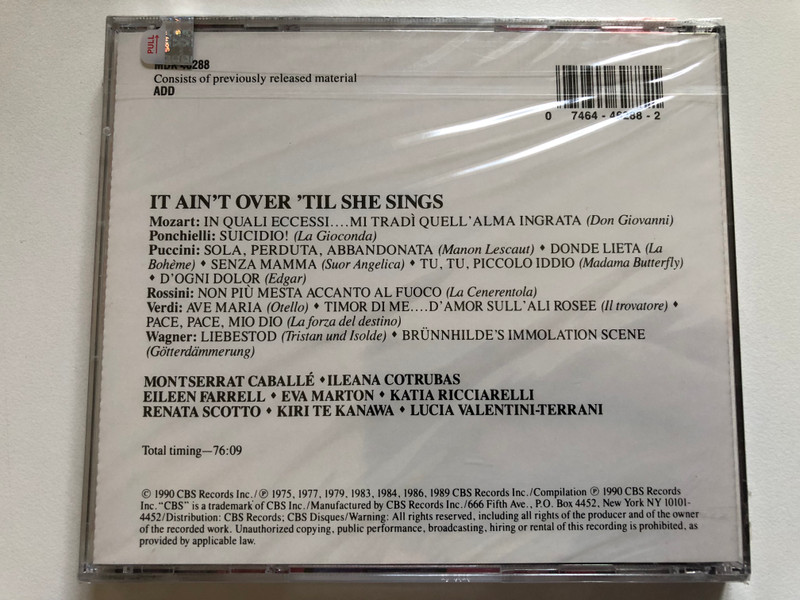 PULL
288
Consists of previously released material
ADD
0 7464 - 46288 - 2
IT AIN'T OVER 'TIL SHE SINGS
Mozart: IN QUALI ECCESSI....MI TRADÌ QUELL'ALMA INGRATA (Don Giovanni)
Ponchielli: SUICIDIO! (La Gioconda)
Puccini: SOLA, PERDUTA, ABBANDONATA (Manon Lescaut) ♦ DONDE LIETA (La
Bohème) ♦ SENZA MAMMA (Suor Angelica) ♦ TU, TU, PICCOLO IDDIO (Madama Butterfly)
♦ D'OGNI DOLOR (Edgar)
Rossini: NON PIÙ MESTA ACCANTO AL FUOCO (La Cenerentola)
Verdi: AVE MARIA (Otello) ♦ TIMOR DI ME....D'AMOR SULL'ALI ROSEE (Il trovatore) ♦
PACE, PACE, MIO DIO (La forza del destino)
Wagner: LIEBESTOD (Tristan und Isolde) ♦ BRÜNNHILDE'S IMMOLATION SCENE
(Götterdämmerung)
MONTSERRAT CABALLÉ ♦ ILEANA COTRUBAS
EILEEN FARRELL ♦ EVA MARTON ♦ KATIA RICCIARELLI
RENATA SCOTTO ♦ KIRI TE KANAWA ♦ LUCIA VALENTINI-TERRANI
Total timing—76:09
© 1990 CBS Records Inc./℗ 1975, 1977, 1979, 1983, 1984, 1986, 1989 CBS Records Inc./Compilation ℗ 1990 CBS Records
Inc. "CBS" is a trademark of CBS Inc./Manufactured by CBS Records Inc./666 Fifth Ave., P.O. Box 4452, New York NY 10101-
4452/Distribution: CBS Records; CBS Disques/Warning: All rights reserved, including all rights of the producer and of the owner
of the recorded work. Unauthorized copying, public performance, broadcasting, hiring or rental of this recording is prohibited, as
provided by applicable law.